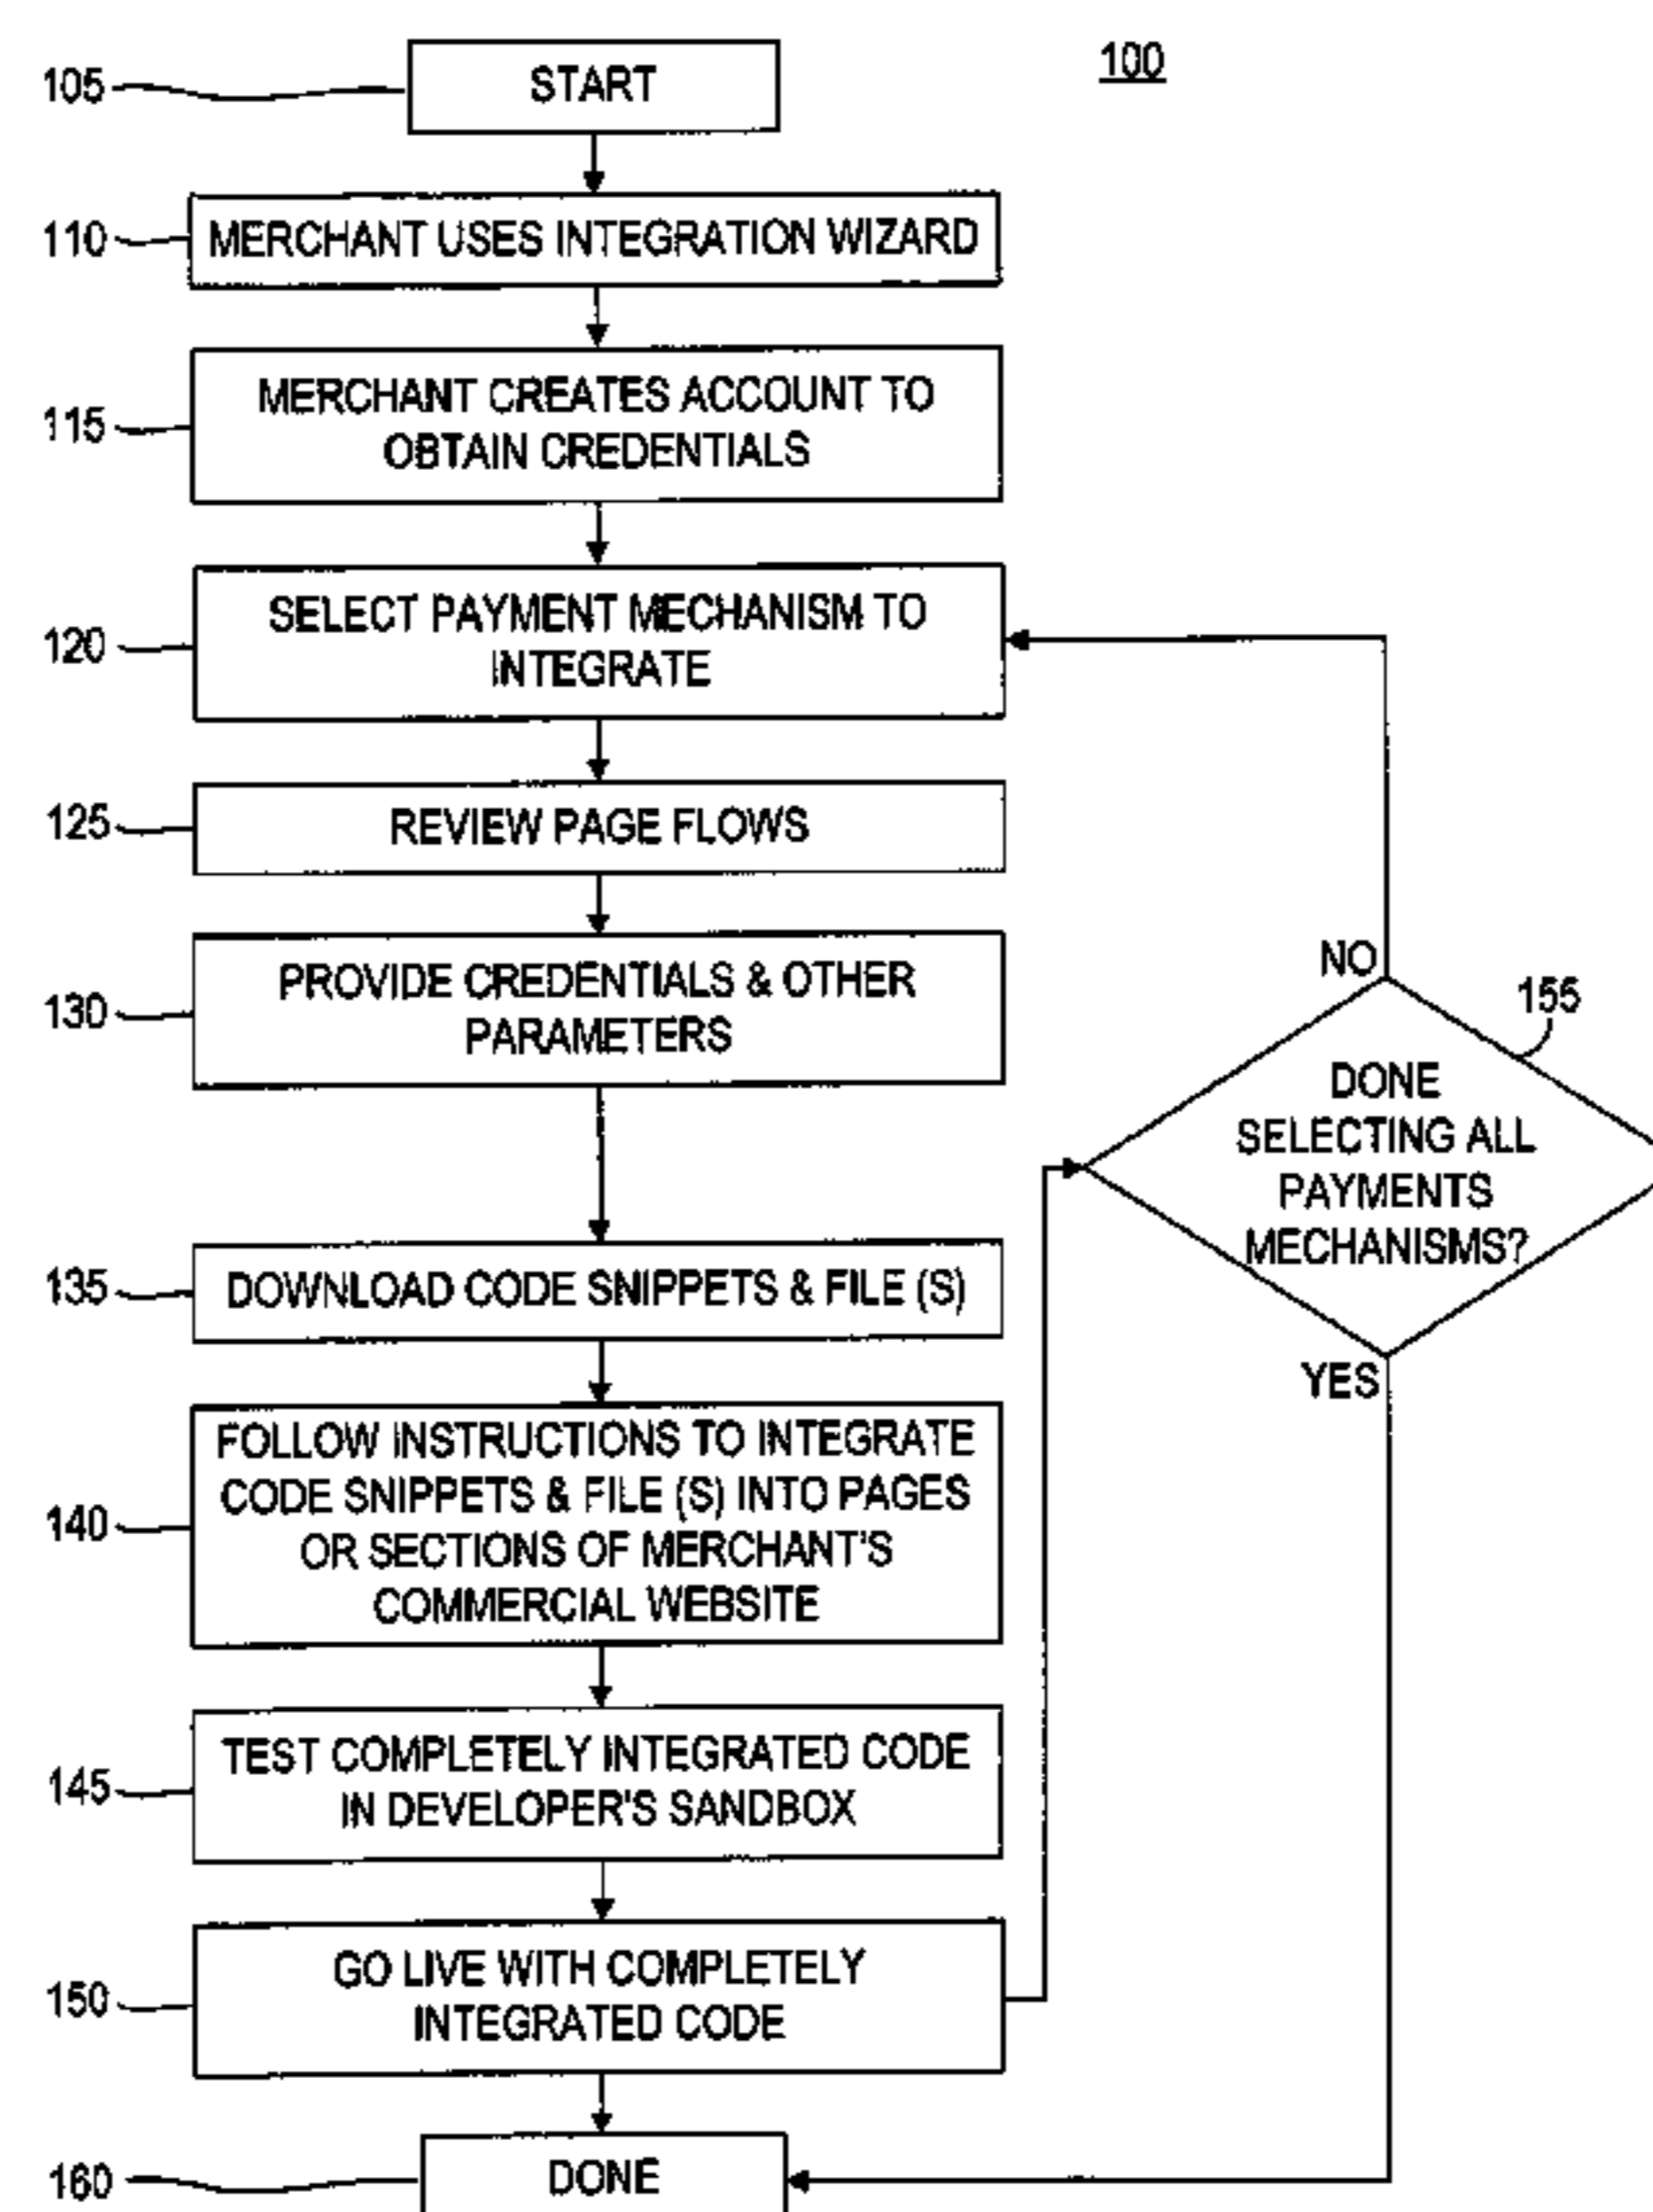 100
105
START
110
MERCHANT USES INTEGRATION WIZARD
115
MERCHANT CREATES ACCOUNT TO
OBTAIN CREDENTIALS
120
SELECT PAYMENT MECHANISM TO
INTEGRATE
125
REVIEW PAGE FLOWS
130
PROVIDE CREDENTIALS & OTHER
PARAMETERS
NO
155
DONE
SELECTING ALL
PAYMENTS
MECHANISMS?
YES
135
DOWNLOAD CODE SNIPPETS & FILE (S)
140
FOLLOW INSTRUCTIONS TO INTEGRATE
CODE SNIPPETS & FILE (S) INTO PAGES
OR SECTIONS OF MERCHANT'S
COMMERCIAL WEBSITE
145
TEST COMPLETELY INTEGRATED CODE
IN DEVELOPER'S SANDBOX
150
GO LIVE WITH COMPLETELY
INTEGRATED CODE
160
DONE